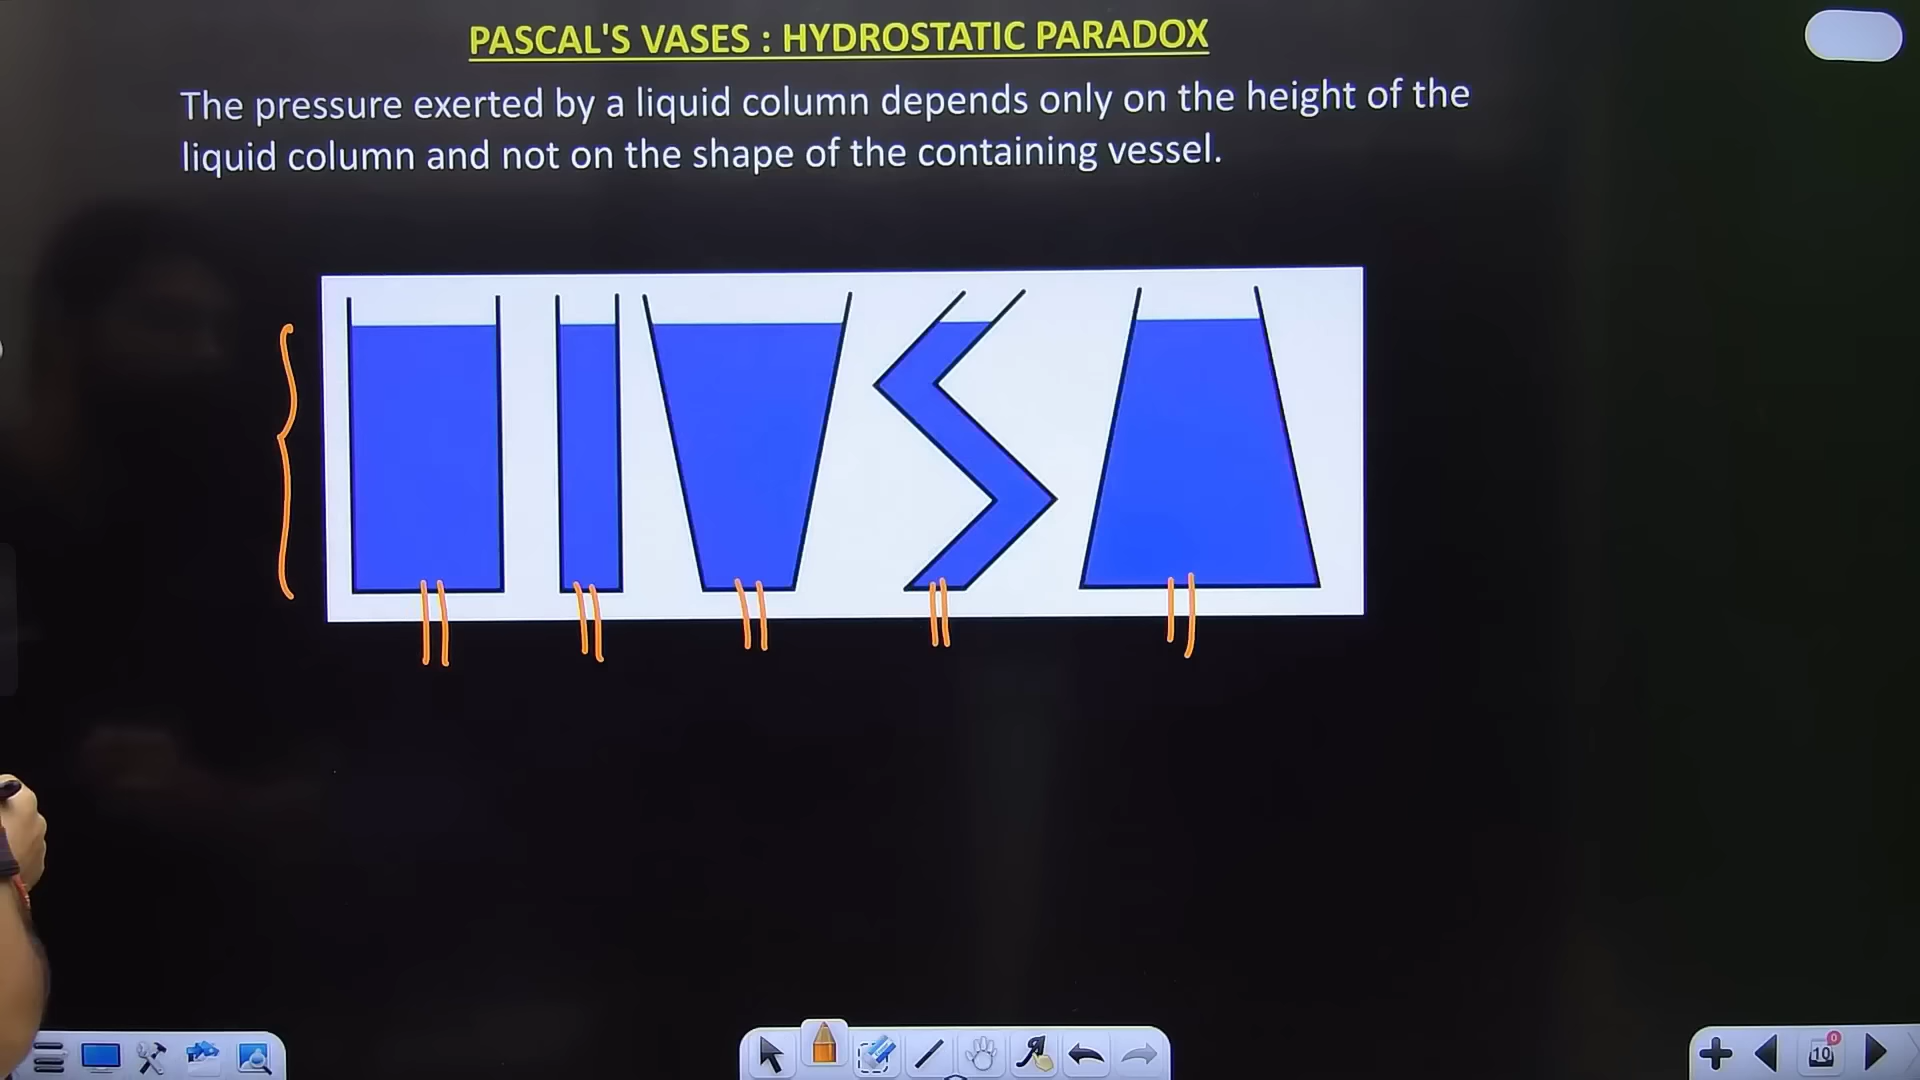 PASCAL'S VASES : HYDROSTATIC PARADOX
The pressure exerted by a liquid column depends only on the height of the
liquid column and not on the shape of the containing vessel.
0
10